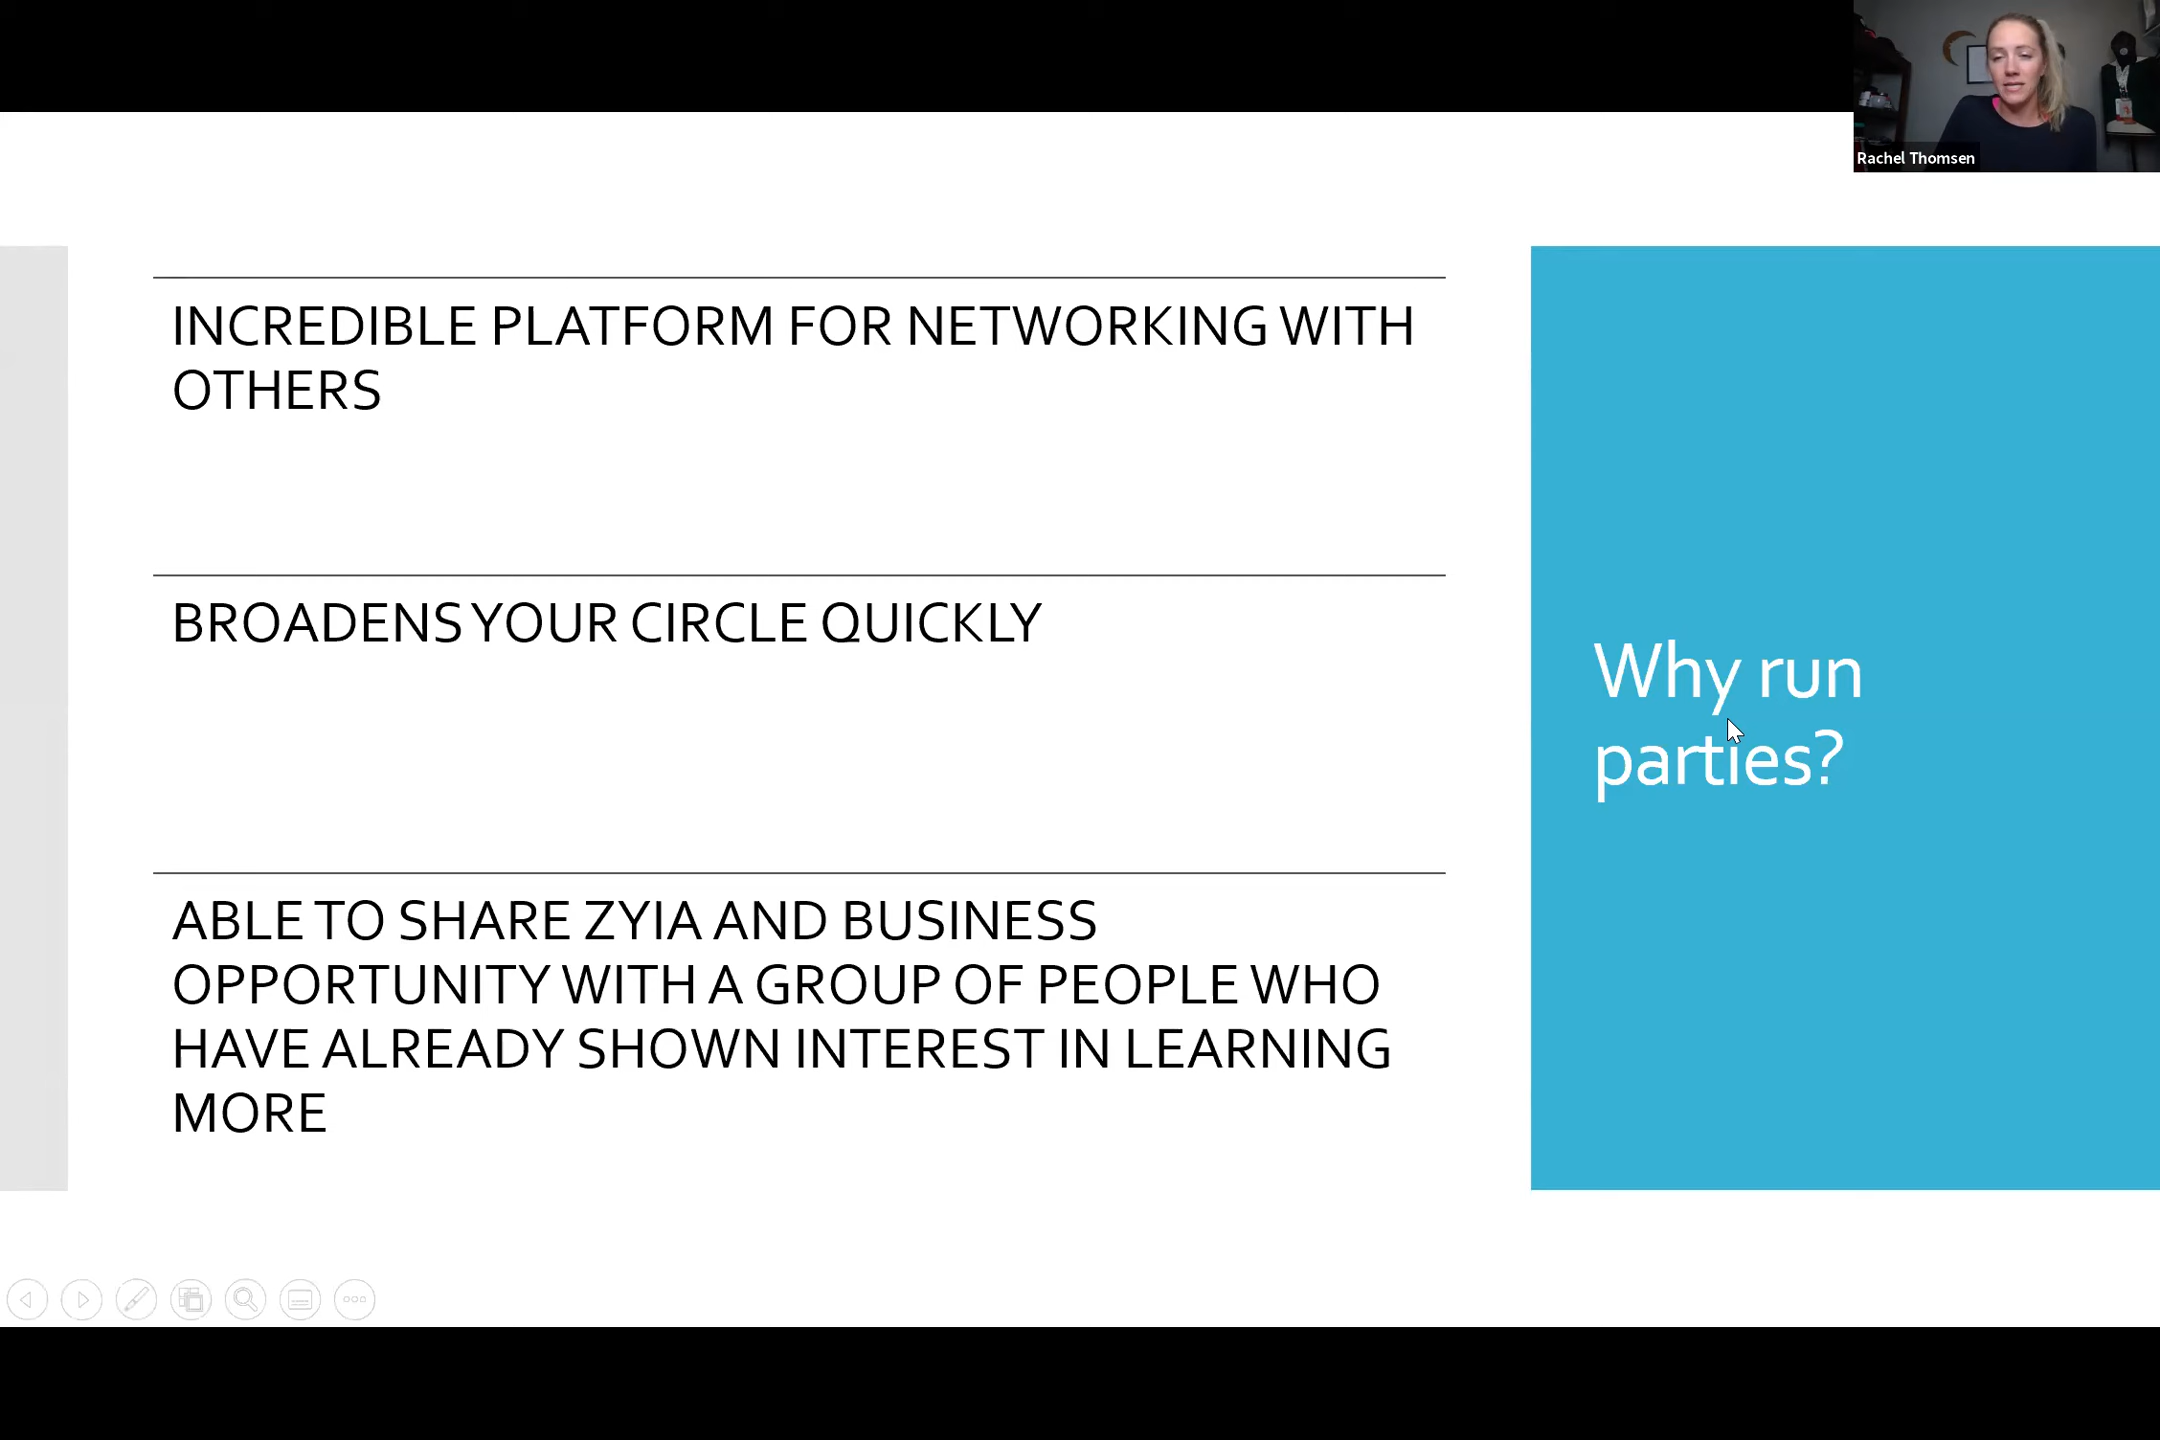 Rachel Thomsen
INCREDIBLE PLATFORM FOR NETWORKING WITH
OTHERS
BROADENS YOUR CIRCLE QUICKLY
ABLE TO SHARE ZYIA AND BUSINESS
OPPORTUNITY WITH A GROUP OF PEOPLE WHO
HAVE ALREADY SHOWN INTEREST IN LEARNING
MORE
Why run
parties?